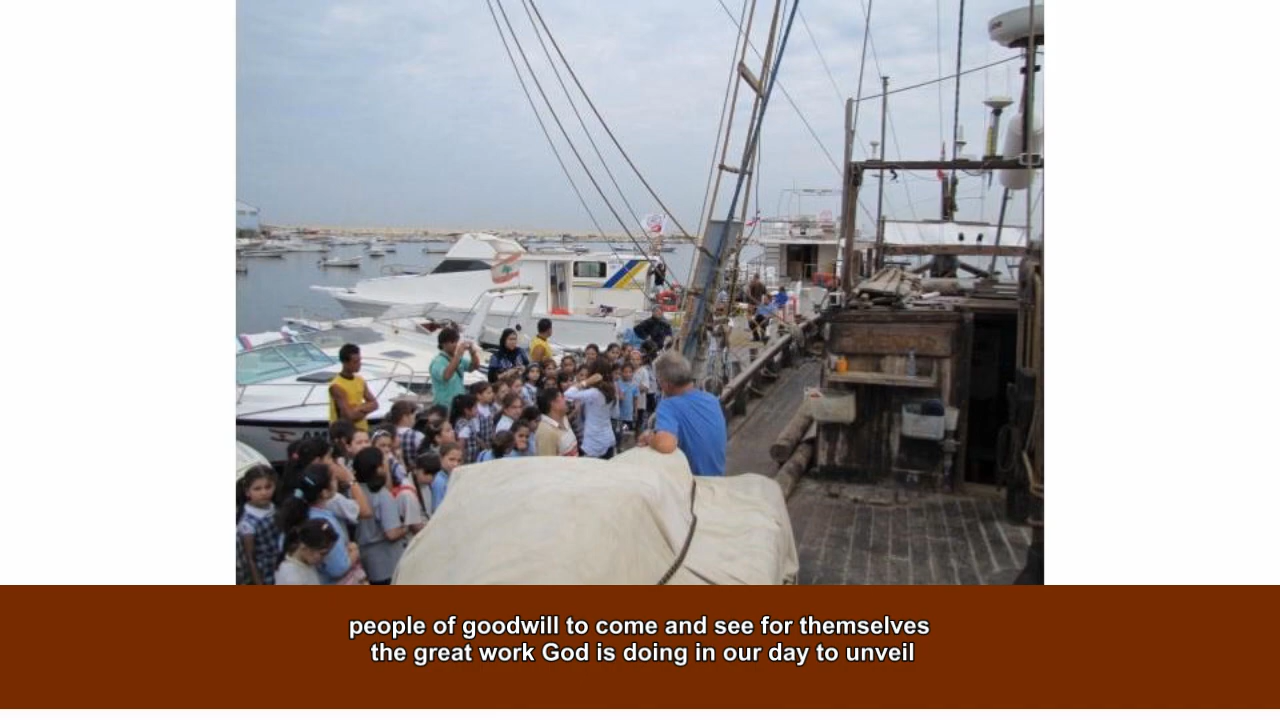 people of goodwill to come and see for themselves
the great work God is doing in our day to unveil